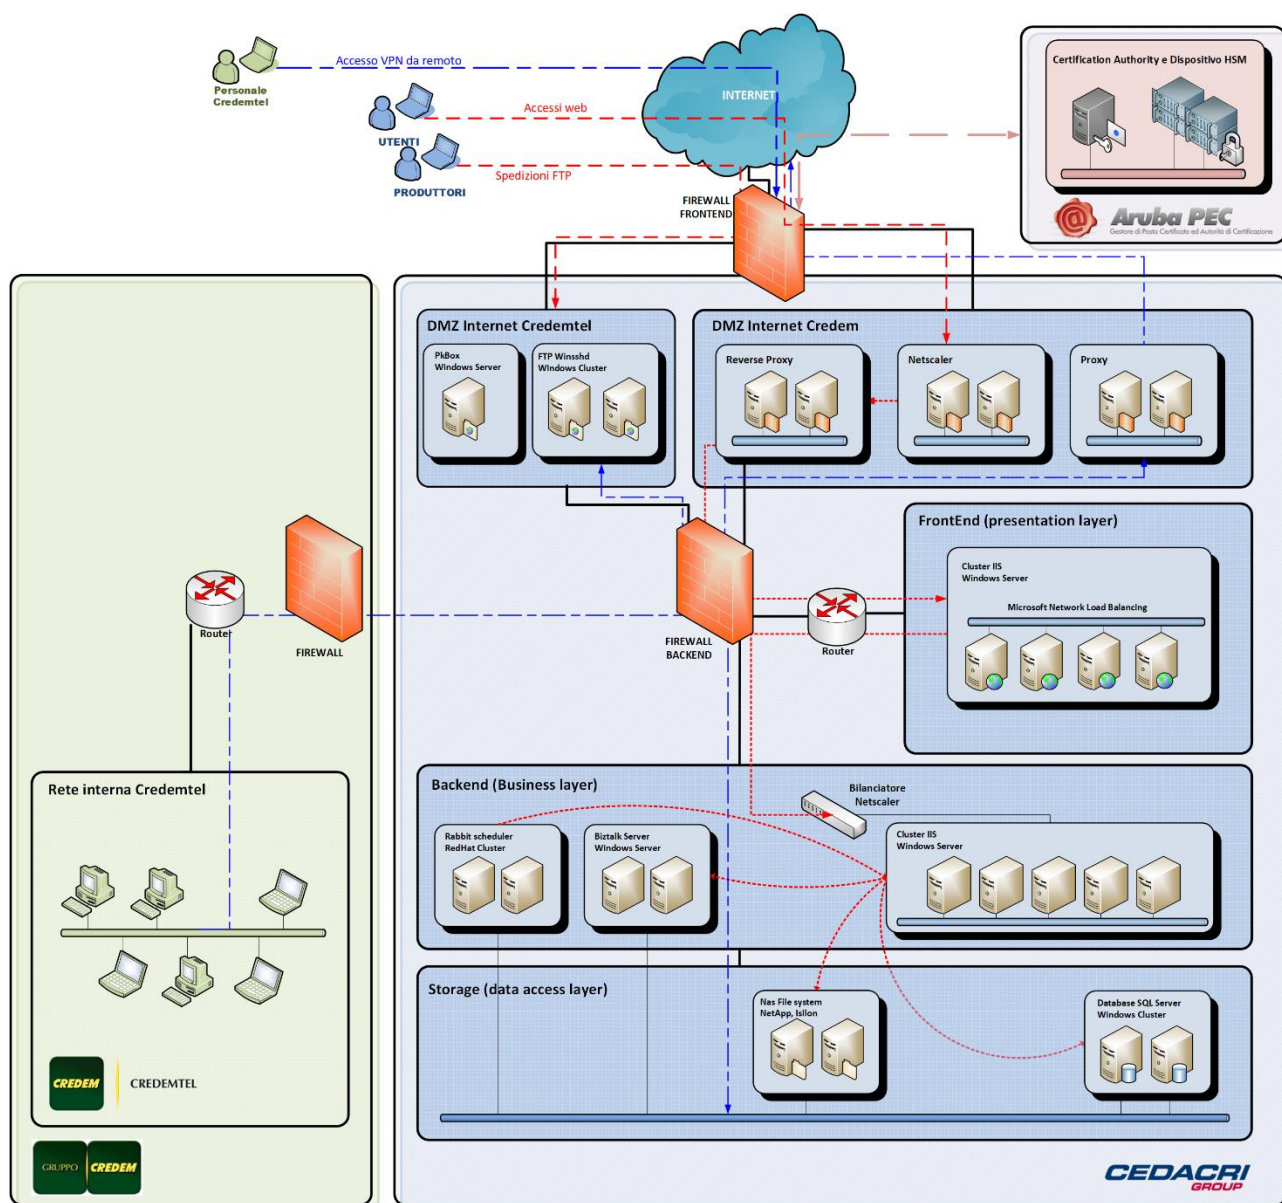 Accesso VPN da remoto
Personale
Credemtel
INTERNET
Accessi web
UTENTI
Spedizioni FTP
PRODUTTORI
Certification Authority e Dispositivo HSM
Aruba PEC
Gestore di Posta Certificata ed Autorità di Certificazione
FIREWALL
FRONTEND
DMZ Internet Credemtel
PkBox
Windows Server
FTP Winsshd
Windows Cluster
DMZ Internet Credem
Reverse Proxy
Netscaler
Proxy
FrontEnd (presentation layer)
Cluster IIS
Windows Server
Microsoft Network Load Balancing
Router
FIREWALL
FIREWALL
BACKEND
Router
Rete interna Credemtel
CREDEM
CREDEMTEL
GRUPPO
CREDEM
Backend (Business layer)
Bilanciatore
Netscaler
Rabbit scheduler
RedHat Cluster
Biztalk Server
Windows Server
Cluster IIS
Windows Server
Storage (data access layer)
Nas File system
NetApp, Isilon
Database SQL Server
Windows Cluster
CEDACRI
GROUP